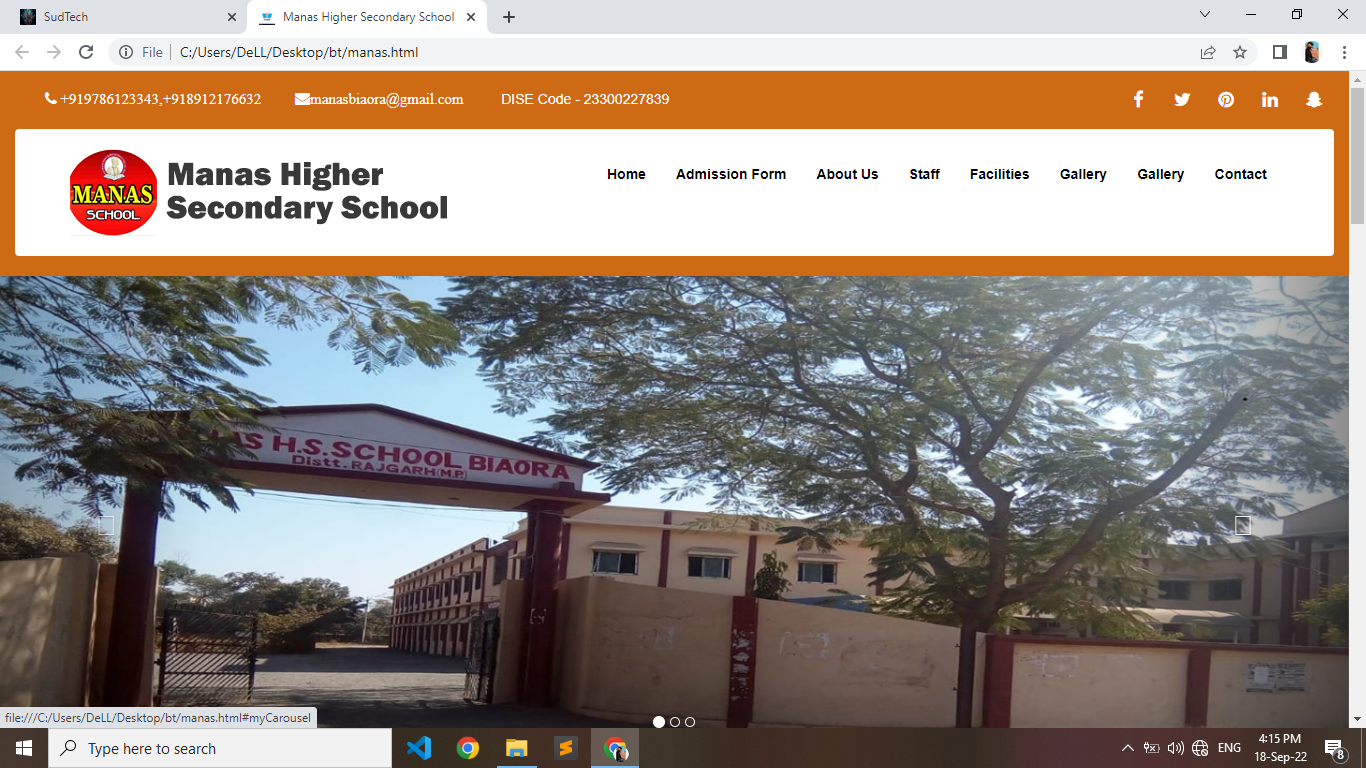 SudTech
Manas Higher Secondary School
File
C:/Users/DeLL/Desktop/bt/manas.html
+919786123343,+918912176632
manasbiaora@gmail.com
DISE Code - 23300227839
MANAS
SCHOOL
Manas Higher
Secondary School
Home
Admission Form
About Us
Staff
Facilities
Gallery
Gallery
Contact
H.S.SCHOOL BIAORA
Distt. RAJGARH(M.P.)
file:///C:/Users/DeLL/Desktop/bt/manas.html#myCarousel
Type here to search
ENG
4:15 PM
18-Sep-22
8